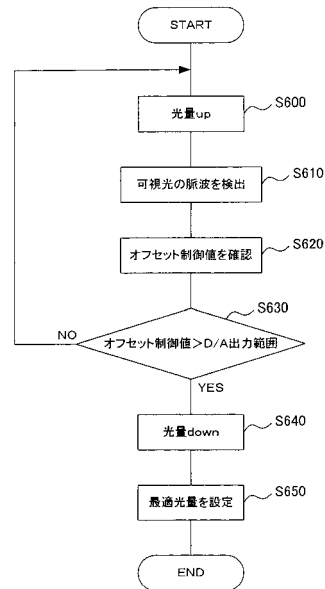 START
光量up
S600
可視光の脈波を検出
S610
オフセット制御値を確認
S620
オフセット制御値>D/A出力範囲
S630
NO
YES
光量down
S640
最適光量を設定
S650
END